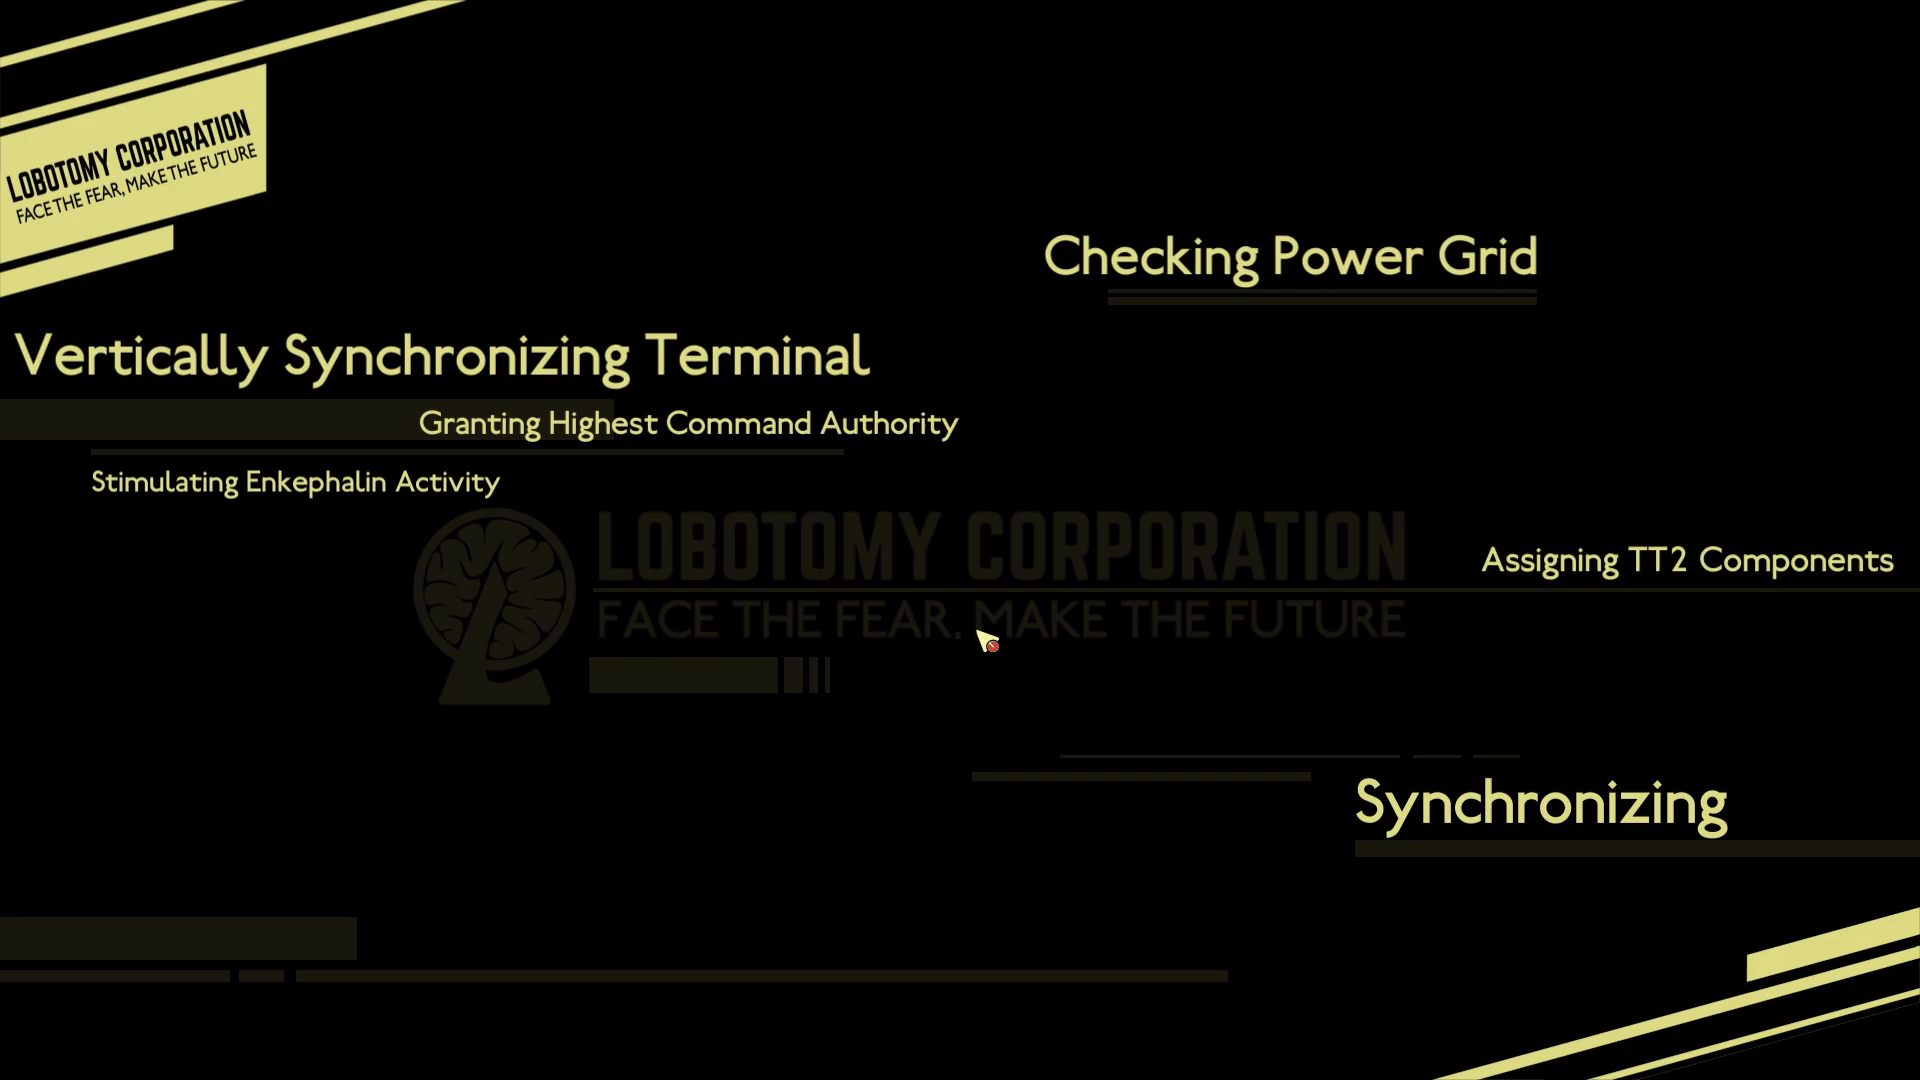 LOBOTOMY CORPORATION
FACE THE FEAR, MAKE THE FUTURE
Checking Power Grid
Vertically Synchronizing Terminal
Granting Highest Command Authority
Stimulating Enkephalin Activity
LOBOTOMY CORPORATION
FACE THE FEAR, MAKE THE FUTURE
Assigning TT2 Components
Synchronizing